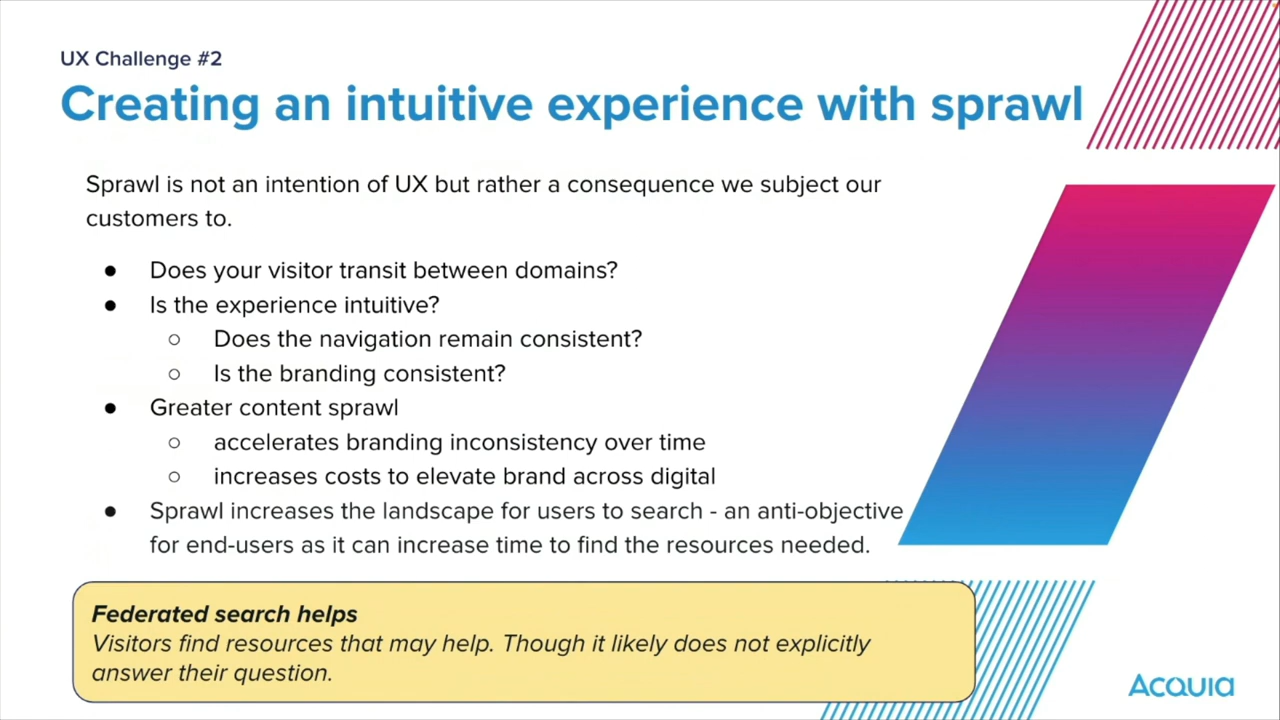 UX Challenge #2
Creating an intuitive experience with sprawl
Sprawl is not an intention of UX but rather a consequence we subject our
customers to.
● Does your visitor transit between domains?
● Is the experience intuitive?
○ Does the navigation remain consistent?
○ Is the branding consistent?
● Greater content sprawl
○ accelerates branding inconsistency over time
○ increases costs to elevate brand across digital
● Sprawl increases the landscape for users to search - an anti-objective
for end-users as it can increase time to find the resources needed.
Federated search helps
Visitors find resources that may help. Though it likely does not explicitly
answer their question.
Acquia